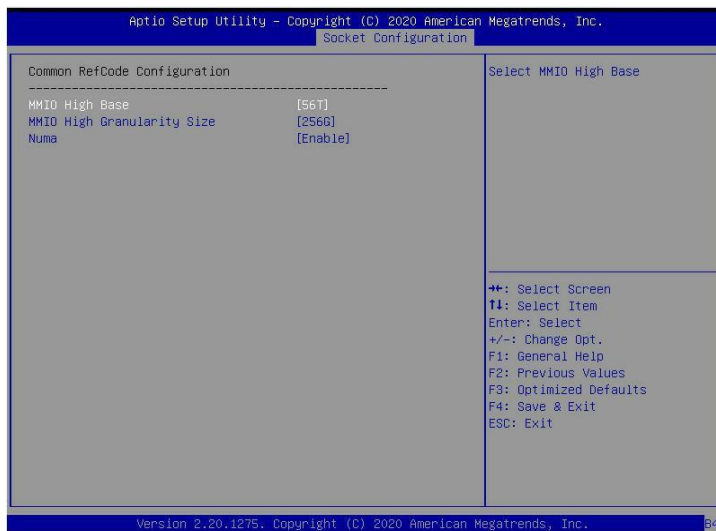 Aptio Setup Utility – Copyright (C) 2020 American Megatrends, Inc.
Socket Configuration
Common RefCode Configuration
--------------------------------------------------
MMIO High Base [56T]
MMIO High Granularity Size [256G]
Numa [Enable]
Select MMIO High Base
→←: Select Screen
↑↓: Select Item
Enter: Select
+/-: Change Opt.
F1: General Help
F2: Previous Values
F3: Optimized Defaults
F4: Save & Exit
ESC: Exit
Version 2.20.1275. Copyright (C) 2020 American Megatrends, Inc.